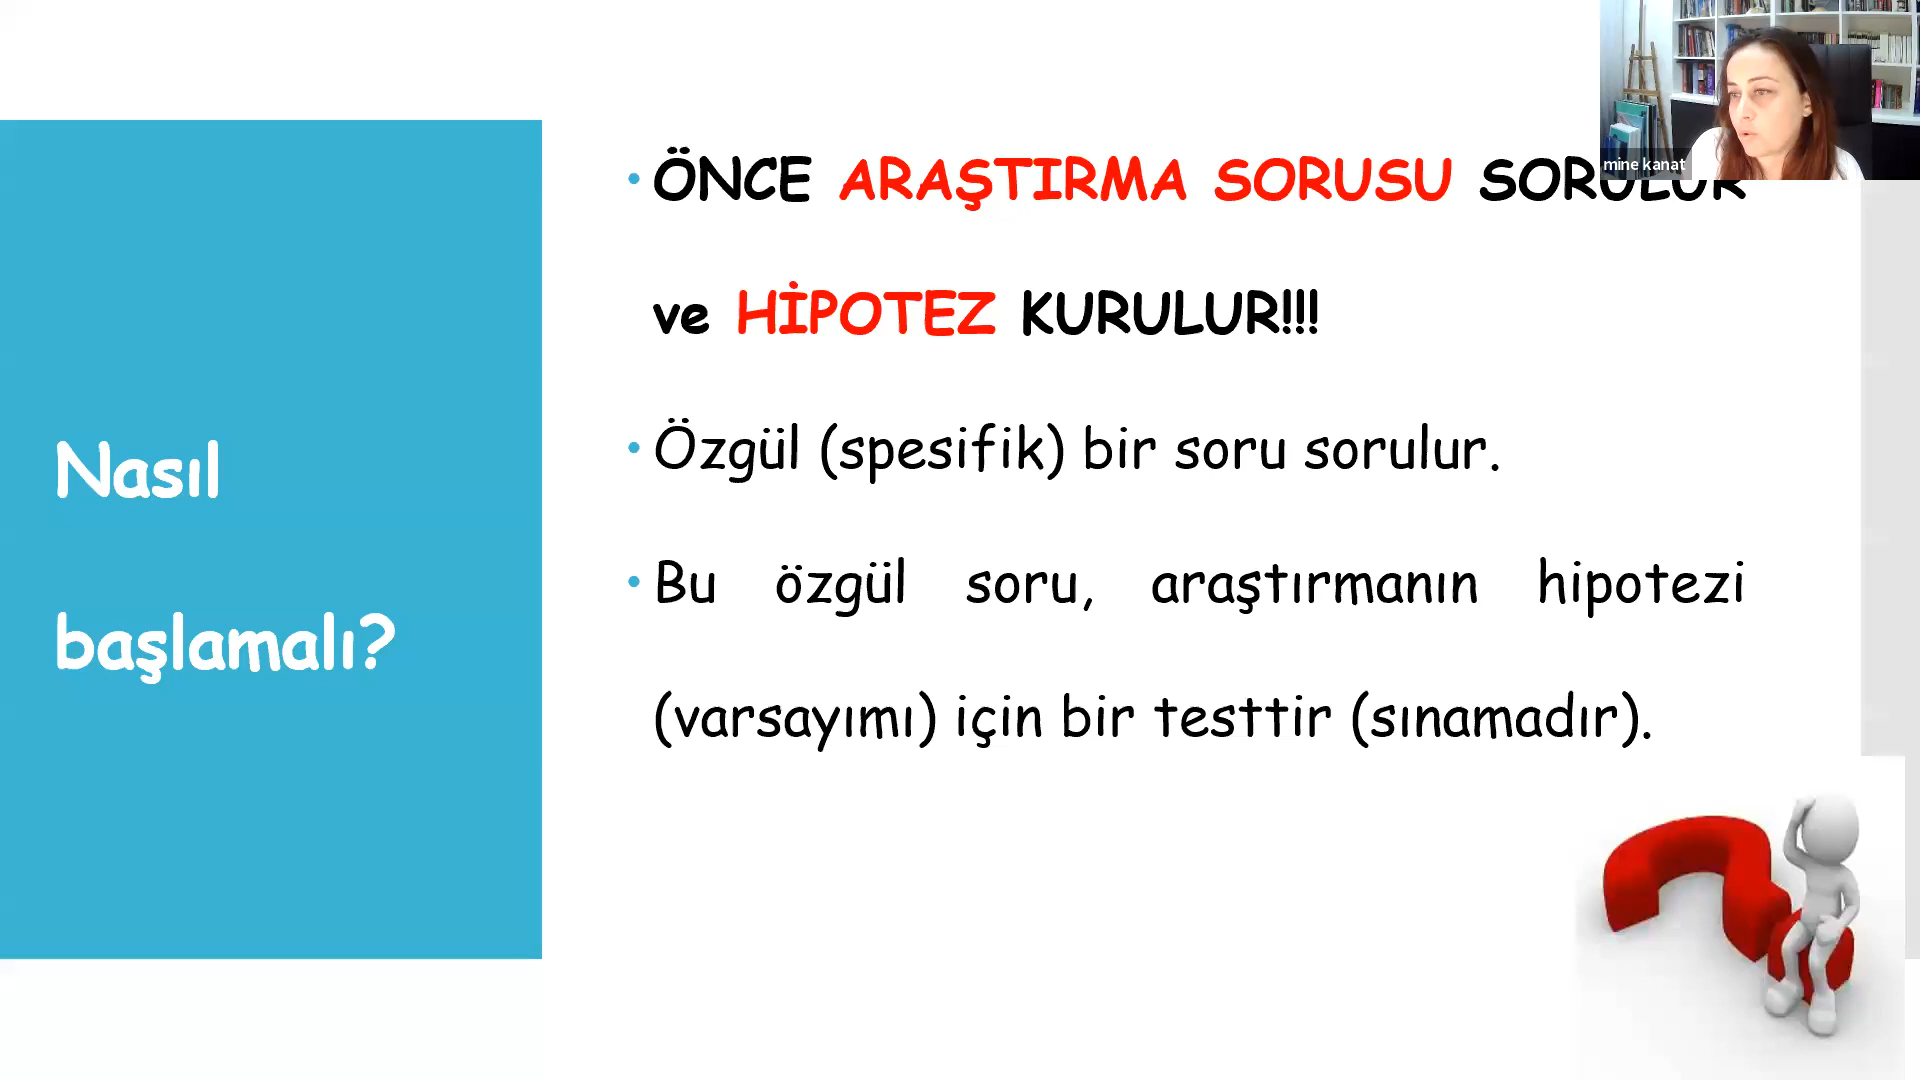 Nasıl
başlamalı?
• ÖNCE ARAŞTIRMA SORUSU SORULUR
ve HİPOTEZ KURULUR!!!
• Özgül (spesifik) bir soru sorulur.
• Bu özgül soru, araştırmanın hipotezi
(varsayımı) için bir testtir (sınamadır).
mine kanat